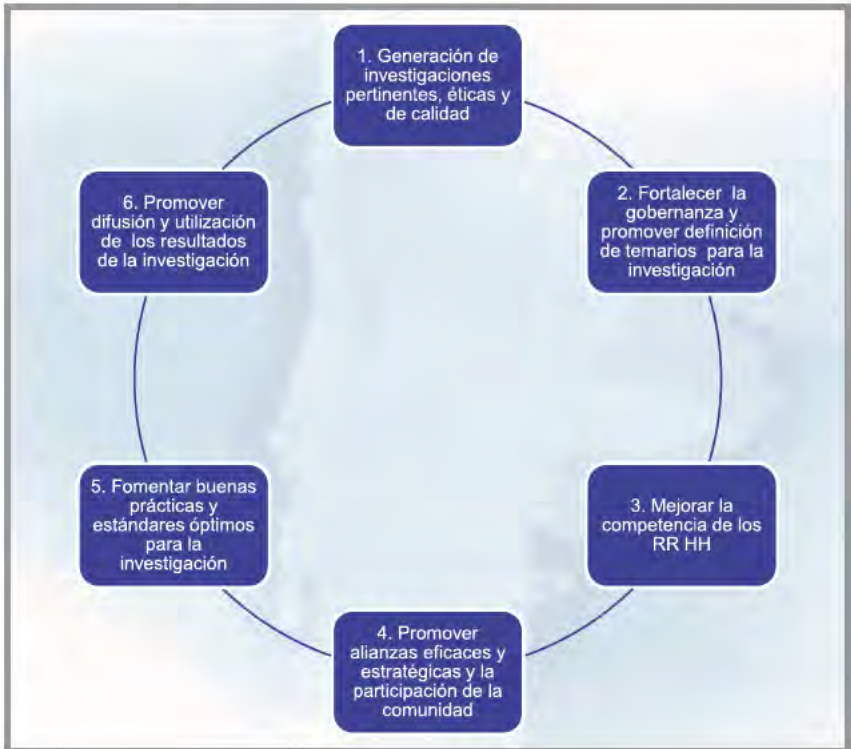 1. Generación de
investigaciones
pertinentes, éticas y
de calidad
2. Fortalecer la
gobernanza y
promover definición
de temarios para la
investigación
3. Mejorar la
competencia de los
RR HH
4. Promover
alianzas eficaces y
estratégicas y la
participación de la
comunidad
5. Fomentar buenas
prácticas y
estándares óptimos
para la
investigación
6. Promover
difusión y utilización
de los resultados
de la investigación